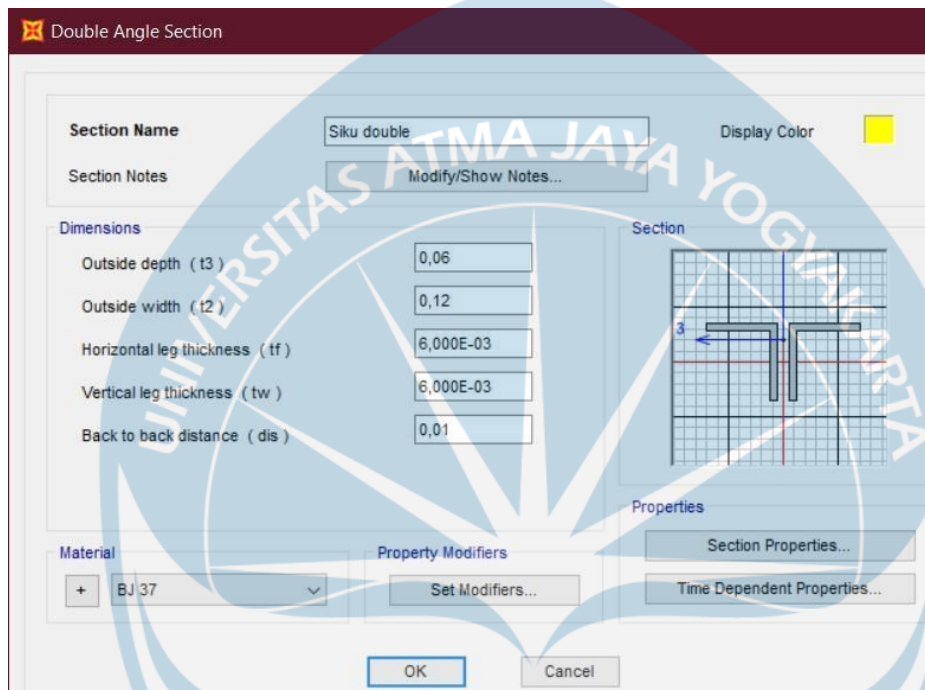 Double Angle Section
Section Name Siku double Display Color
Section Notes Modify/Show Notes...
Dimensions Section
Outside depth ( t3 ) 0,06
Outside width ( t2 ) 0,12
Horizontal leg thickness ( tf ) 6,000E-03
Vertical leg thickness ( tw ) 6,000E-03
Back to back distance ( dis ) 0,01
3
Properties
Section Properties...
Time Dependent Properties...
Material Property Modifiers
+ BJ 37 Set Modifiers...
OK Cancel
UNIVERSITAS ATMA JAYA YOGYAKARTA